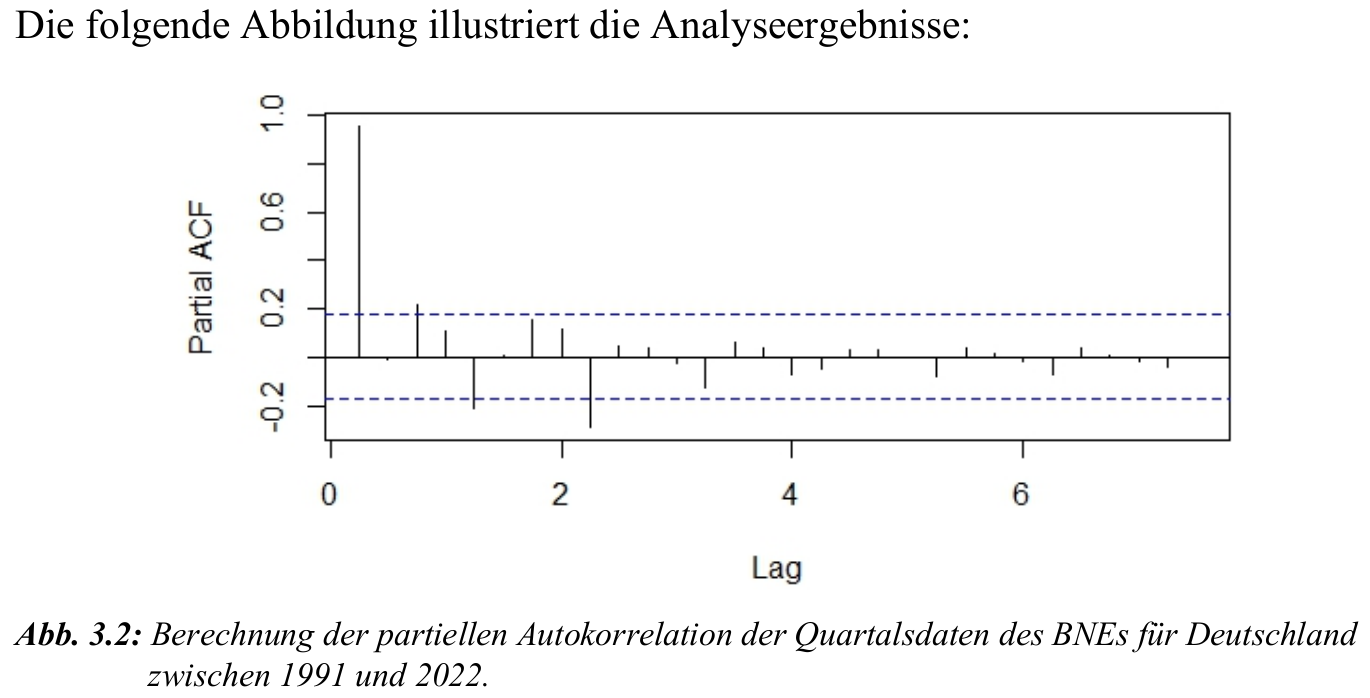 Die folgende Abbildung illustriert die Analyseergebnisse:
1.0
0.6
0.2
-0.2
Partial ACF
0 2 4 6
Lag
Abb. 3.2: Berechnung der partiellen Autokorrelation der Quartalsdaten des BNEs für Deutschland
zwischen 1991 und 2022.